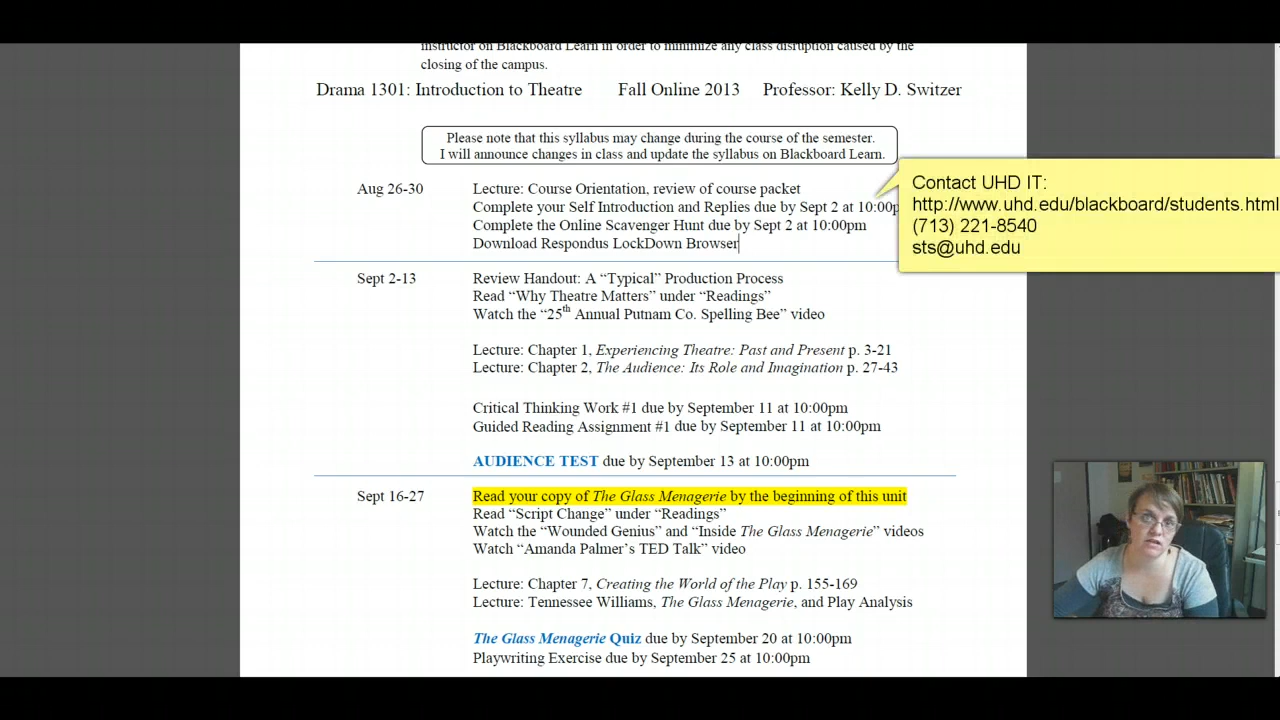 instructor on Blackboard Learn in order to minimize any class disruption caused by the
closing of the campus.
Drama 1301: Introduction to Theatre Fall Online 2013 Professor: Kelly D. Switzer
Please note that this syllabus may change during the course of the semester.
I will announce changes in class and update the syllabus on Blackboard Learn.
Aug 26-30 Lecture: Course Orientation, review of course packet
Complete your Self Introduction and Replies due by Sept 2 at 10:00p
Complete the Online Scavenger Hunt due by Sept 2 at 10:00pm
Download Respondus LockDown Browser
Contact UHD IT:
http://www.uhd.edu/blackboard/students.html
(713) 221-8540
sts@uhd.edu
Sept 2-13 Review Handout: A “Typical” Production Process
Read “Why Theatre Matters” under “Readings”
Watch the “25th Annual Putnam Co. Spelling Bee” video
Lecture: Chapter 1, Experiencing Theatre: Past and Present p. 3-21
Lecture: Chapter 2, The Audience: Its Role and Imagination p. 27-43
Critical Thinking Work #1 due by September 11 at 10:00pm
Guided Reading Assignment #1 due by September 11 at 10:00pm
AUDIENCE TEST due by September 13 at 10:00pm
Sept 16-27 Read your copy of The Glass Menagerie by the beginning of this unit
Read “Script Change” under “Readings”
Watch the “Wounded Genius” and “Inside The Glass Menagerie” videos
Watch “Amanda Palmer’s TED Talk” video
Lecture: Chapter 7, Creating the World of the Play p. 155-169
Lecture: Tennessee Williams, The Glass Menagerie, and Play Analysis
The Glass Menagerie Quiz due by September 20 at 10:00pm
Playwriting Exercise due by September 25 at 10:00pm